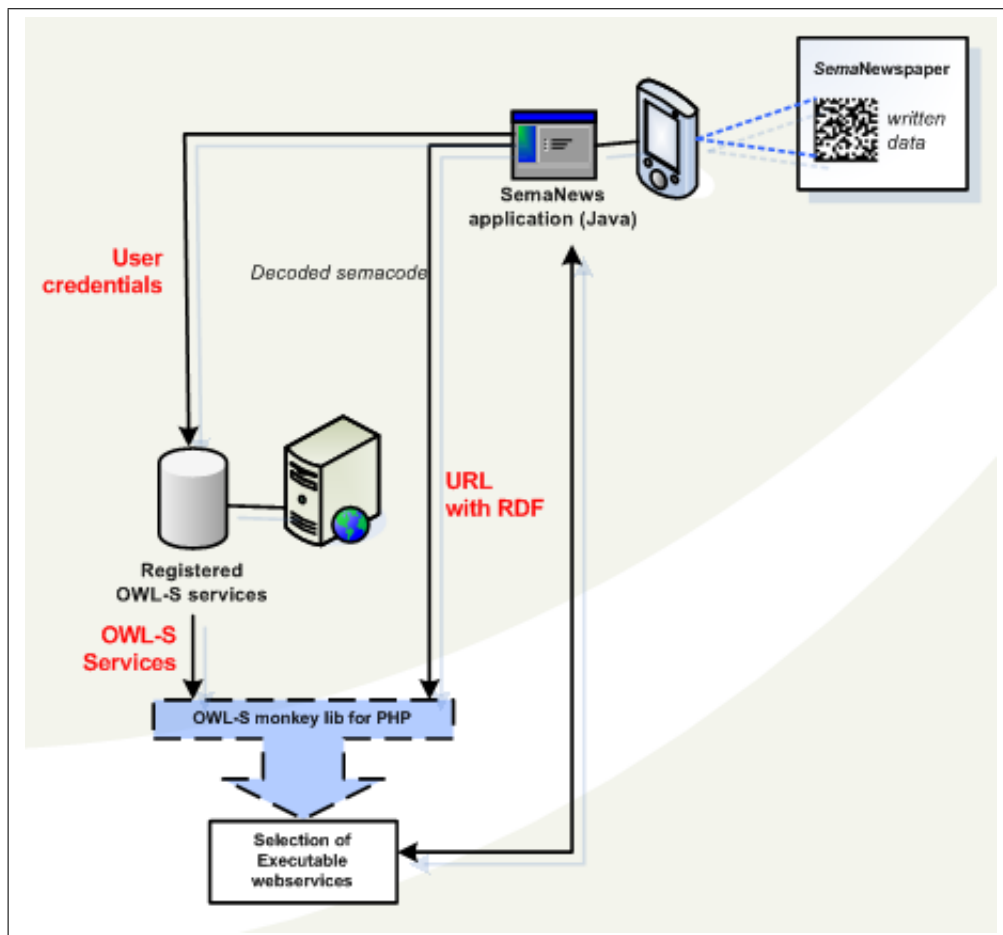 SemaNewspaper
written
data
SemaNews
application (Java)
User
credentials
Decoded semacode
URL
with RDF
Registered
OWL-S services
OWL-S
Services
OWL-S monkey lib for PHP
Selection of
Executable
webservices